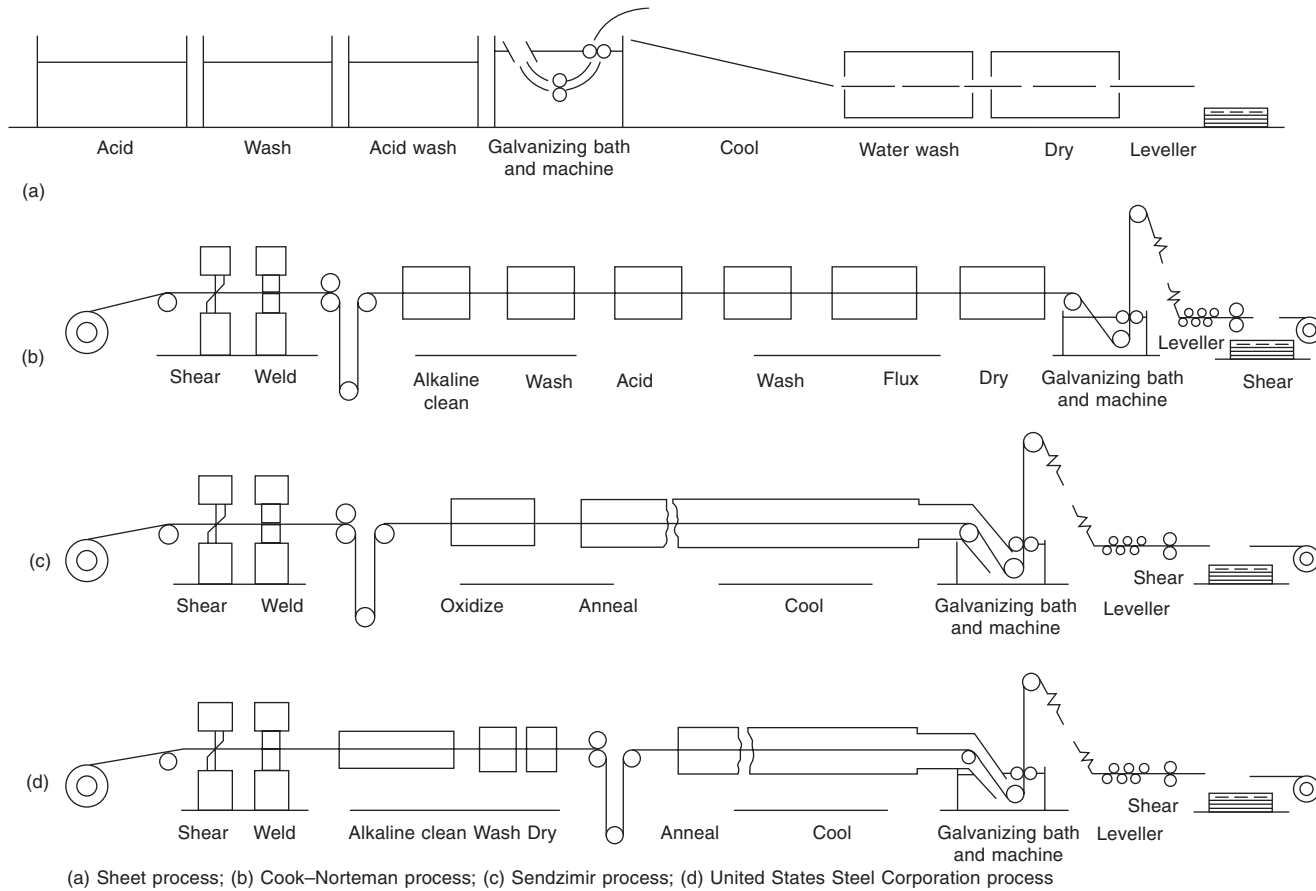 Acid Wash Acid wash Galvanizing bath and machine Cool Water wash Dry Leveller
(a)
Leveller
(b)
Shear Weld Alkaline clean Wash Acid Wash Flux Dry Galvanizing bath and machine Shear
(c)
Shear
Shear Weld Oxidize Anneal Cool Galvanizing bath and machine Leveller
(d)
Shear
Shear Weld Alkaline clean Wash Dry Anneal Cool Galvanizing bath and machine Leveller
(a) Sheet process; (b) Cook–Norteman process; (c) Sendzimir process; (d) United States Steel Corporation process